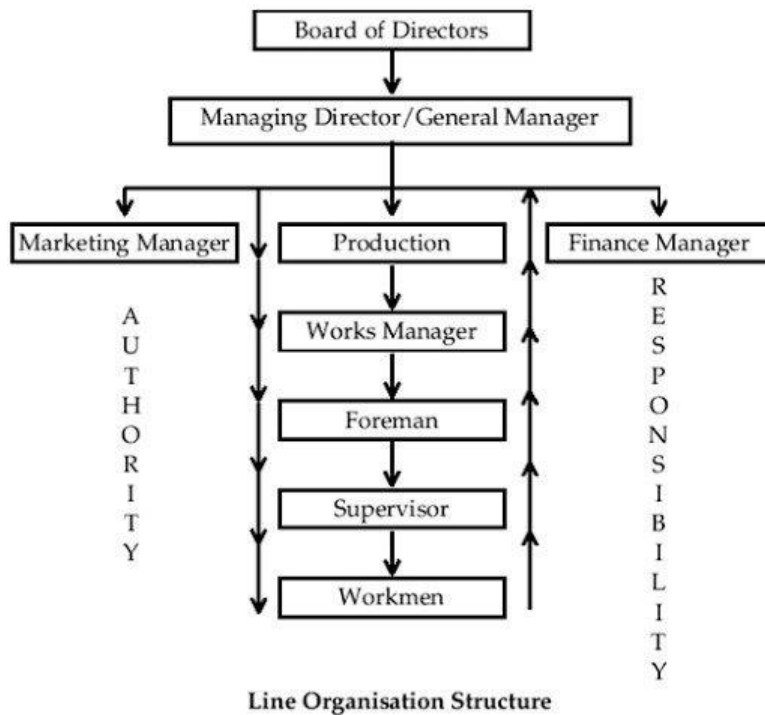 Board of Directors
Managing Director/General Manager
Marketing Manager
Production
Finance Manager
Works Manager
Foreman
Supervisor
Workmen
A
U
T
H
O
R
I
T
Y
R
E
S
P
O
N
S
I
B
I
L
I
T
Y
Line Organisation Structure